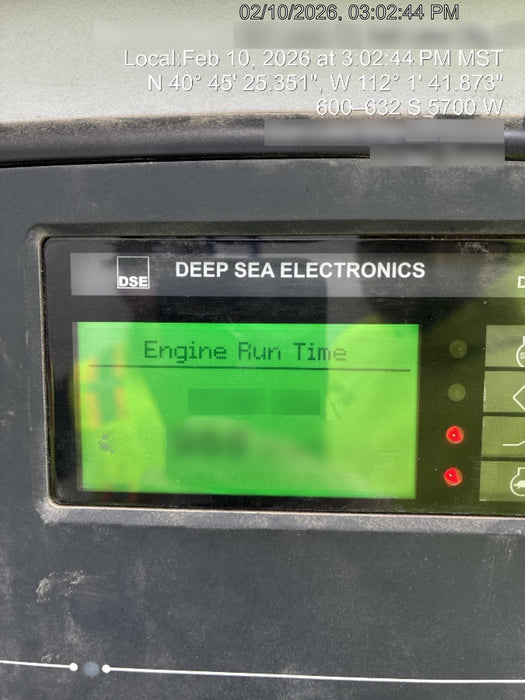 02/10/2026, 03:02:44 PM
Local:Feb 10, 2026 at 3:02:44 PM MST
N 40° 45' 25.351", W 112° 1' 41.873"
600–632 S 5700 W
DSE
DEEP SEA ELECTRONICS
D
Engine Run Time